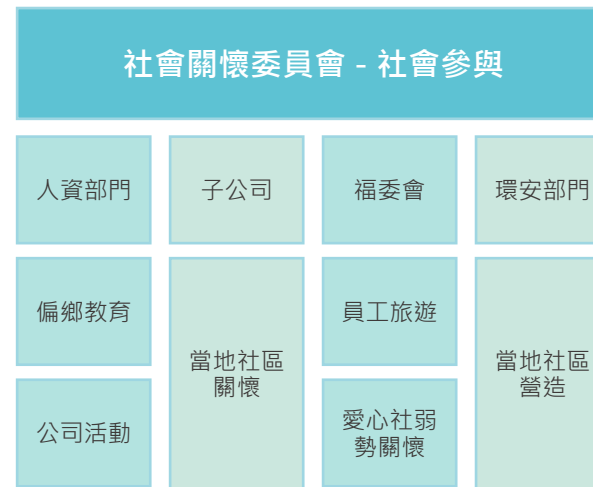 社會關懷委員會 - 社會參與
人資部門
子公司
福委會
環安部門
偏鄉教育
當地社區
關懷
員工旅遊
當地社區
營造
公司活動
愛心社弱
勢關懷